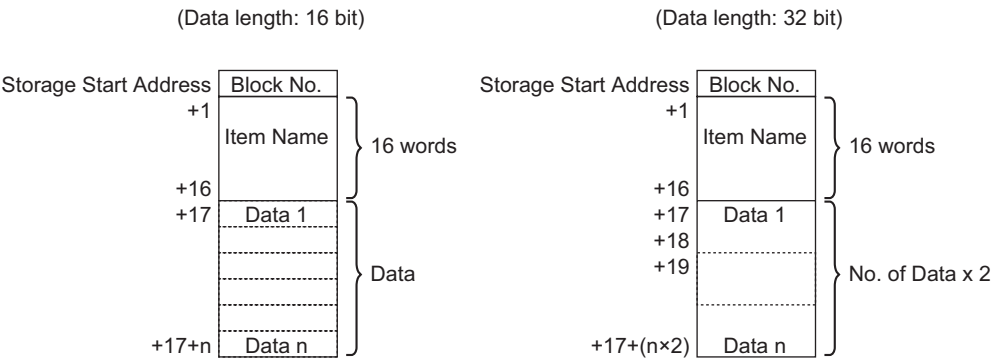 (Data length: 16 bit)
Storage Start Address Block No.
+1
Item Name
16 words
+16
+17 Data 1
Data
+17+n Data n
(Data length: 32 bit)
Storage Start Address Block No.
+1
Item Name
16 words
+16
+17 Data 1
+18
+19
No. of Data x 2
+17+(n×2) Data n